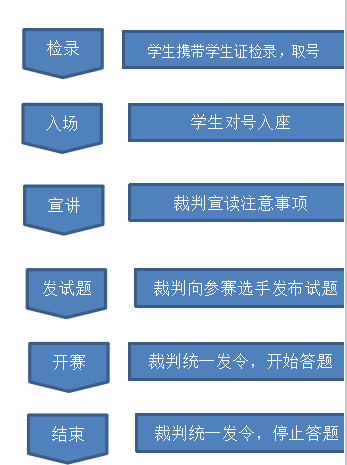 检录
学生携带学生证检录，取号
入场
学生对号入座
宣讲
裁判宣读注意事项
发试题
裁判向参赛选手发布试题
开赛
裁判统一发令，开始答题
结束
裁判统一发令，停止答题